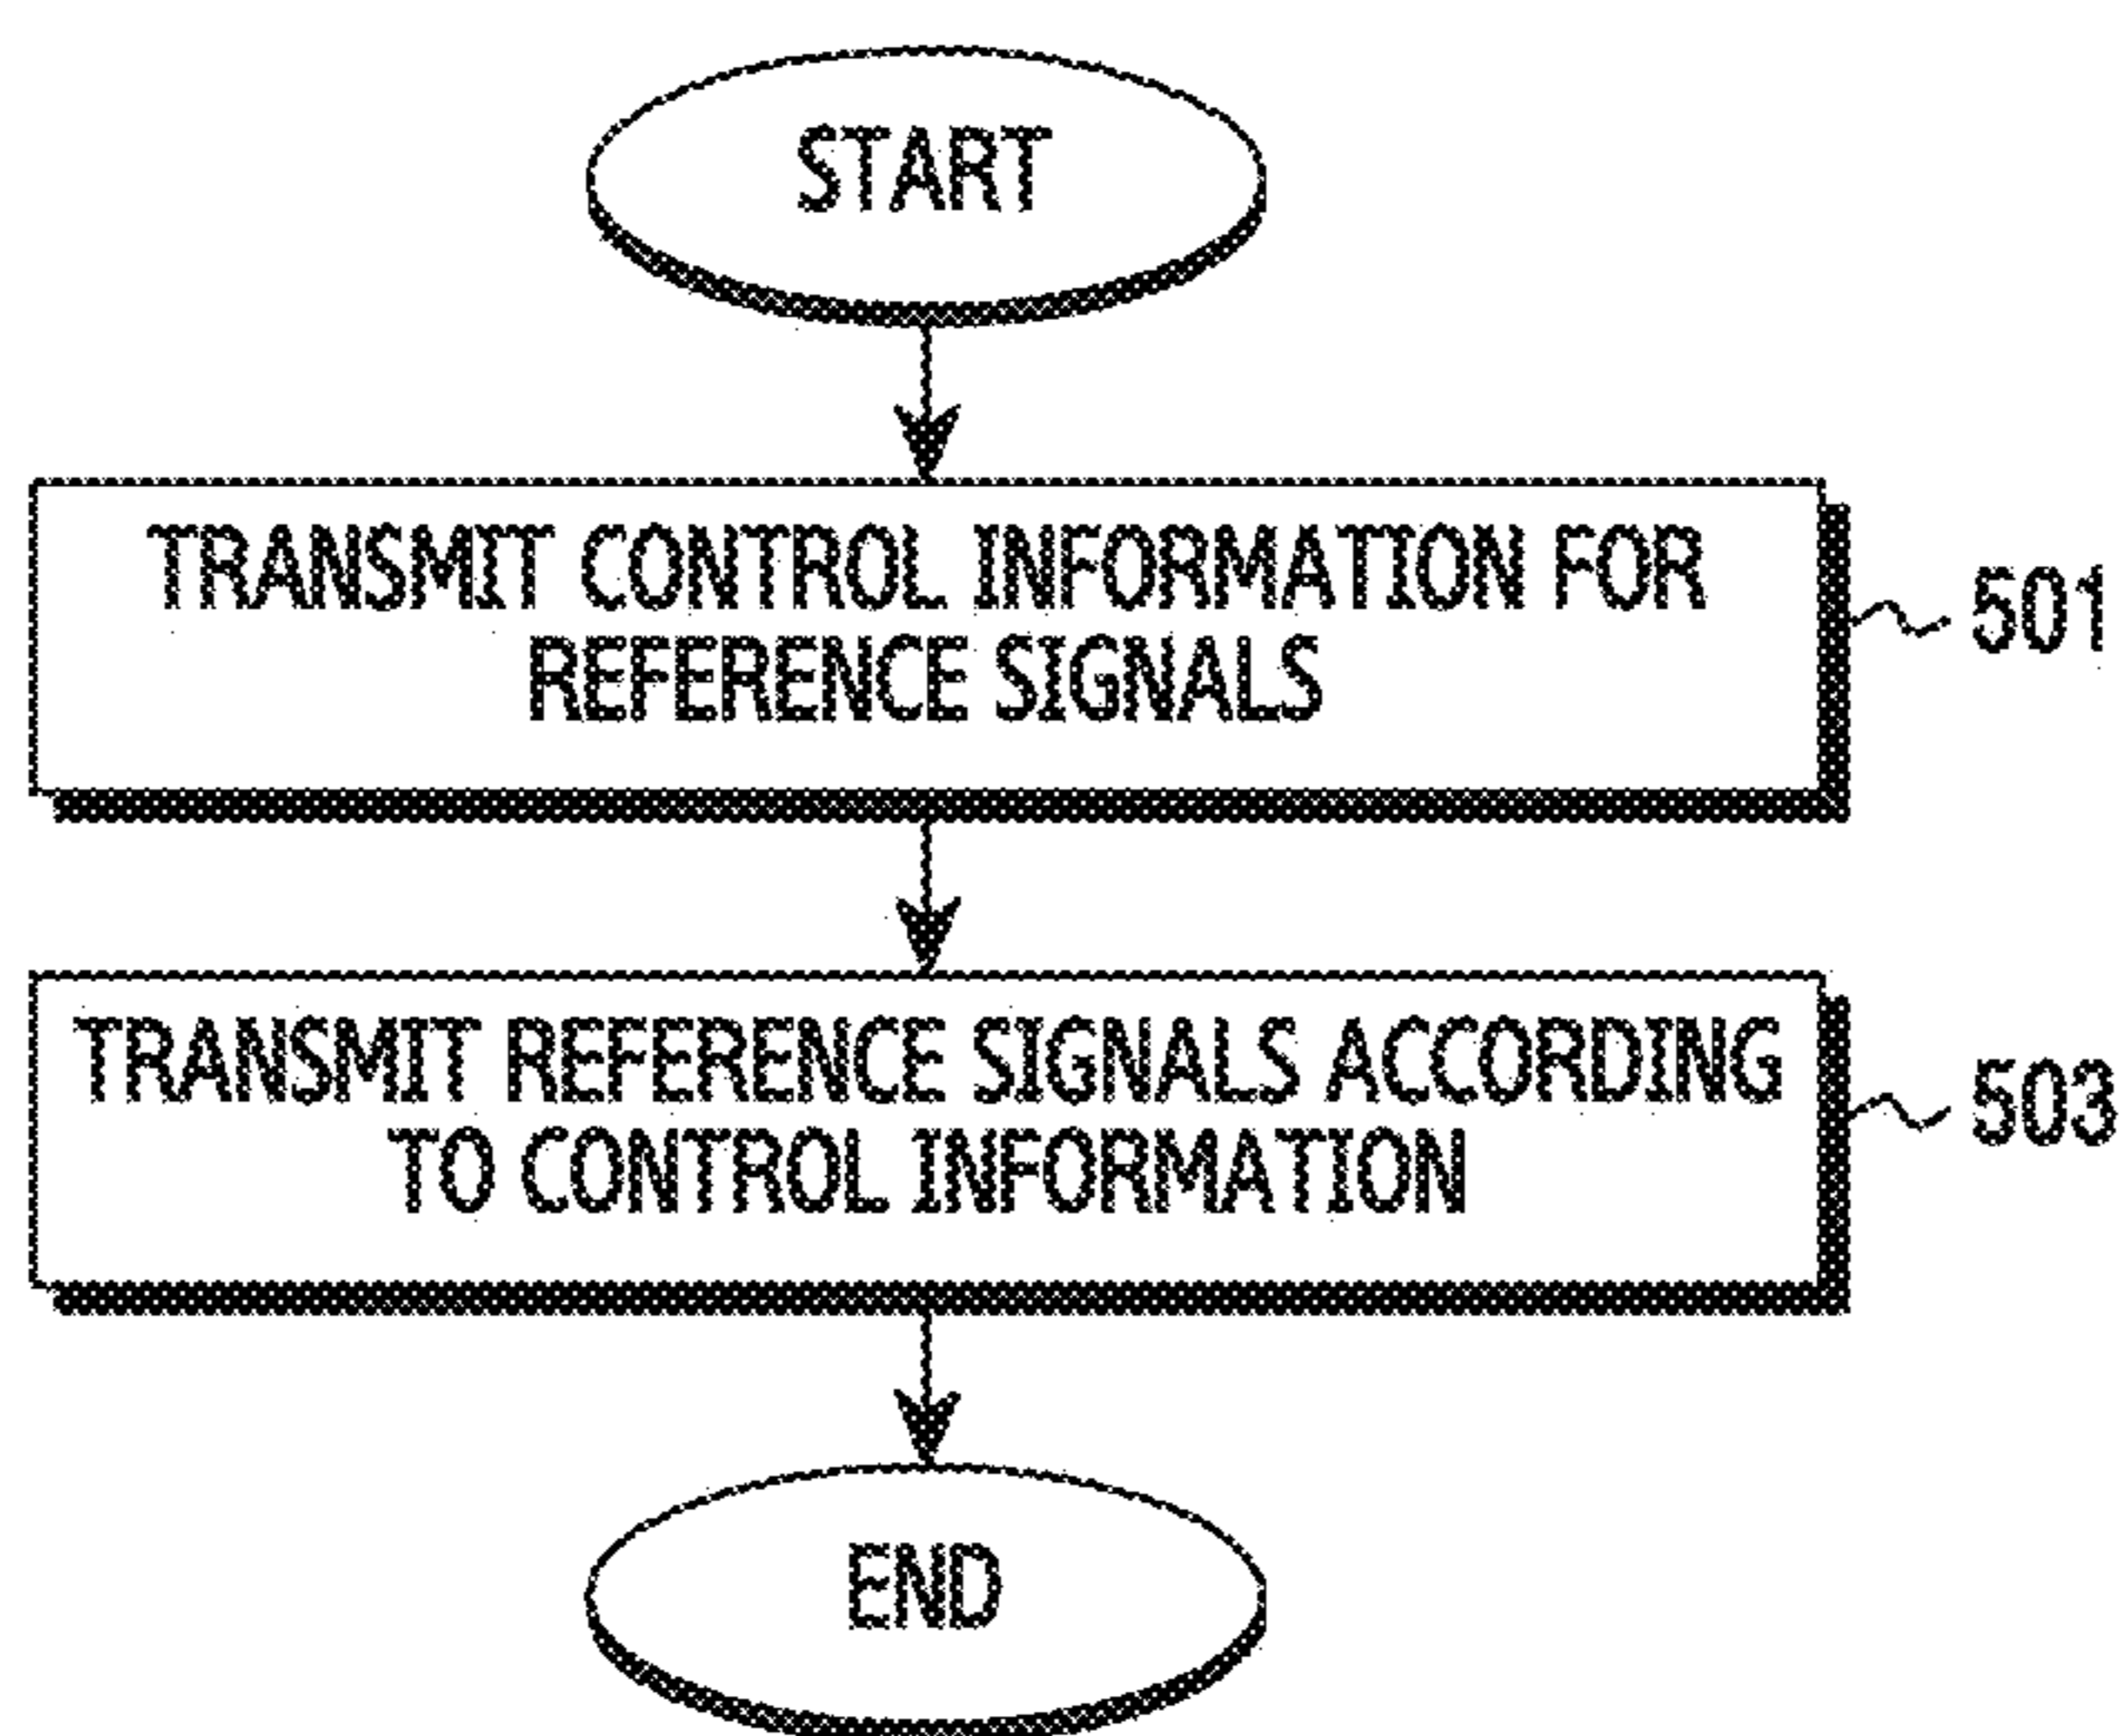 START
TRANSMIT CONTROL INFORMATION FOR
REFERENCE SIGNALS
501
TRANSMIT REFERENCE SIGNALS ACCORDING
TO CONTROL INFORMATION
503
END